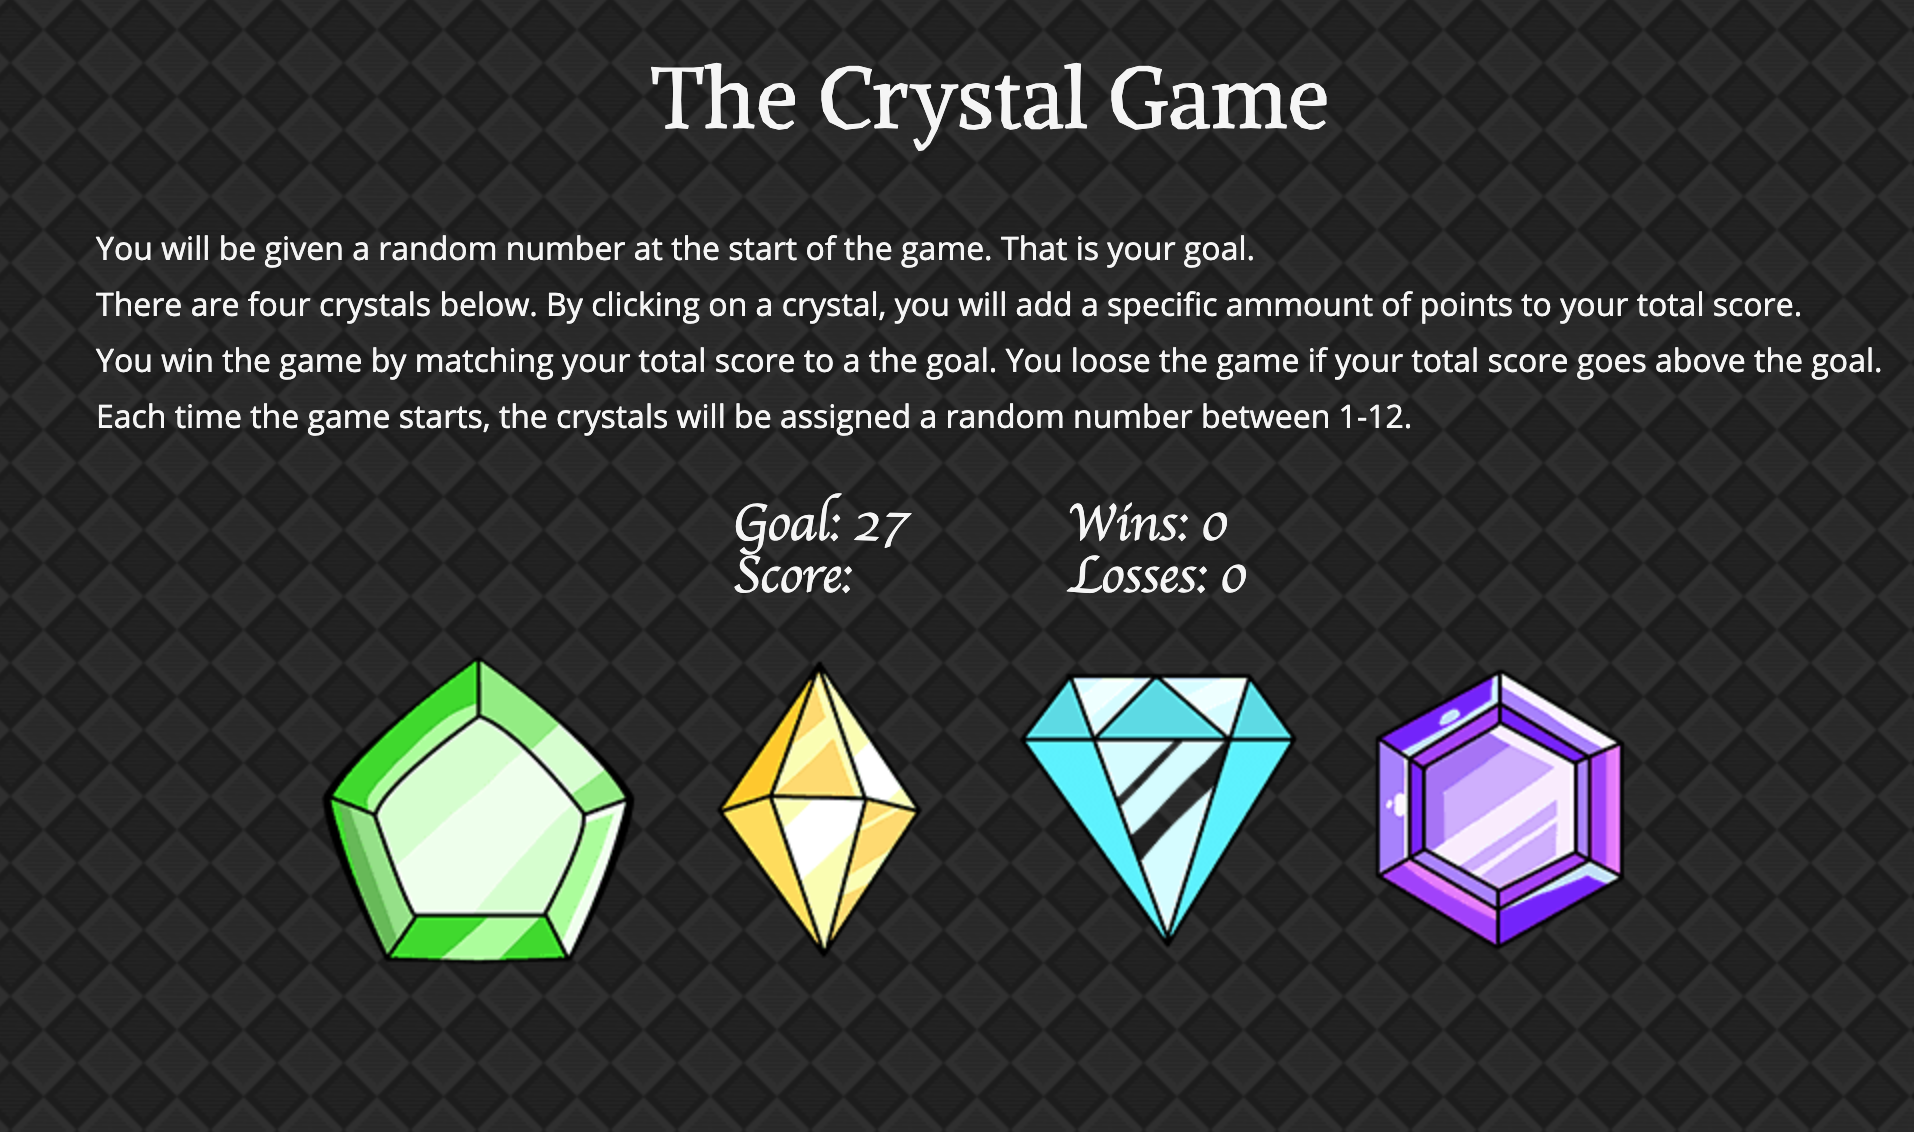 The Crystal Game
You will be given a random number at the start of the game. That is your goal.
There are four crystals below. By clicking on a crystal, you will add a specific ammount of points to your total score.
You win the game by matching your total score to a the goal. You loose the game if your total score goes above the goal.
Each time the game starts, the crystals will be assigned a random number between 1-12.
Goal: 27
Score:
Wins: 0
Losses: 0